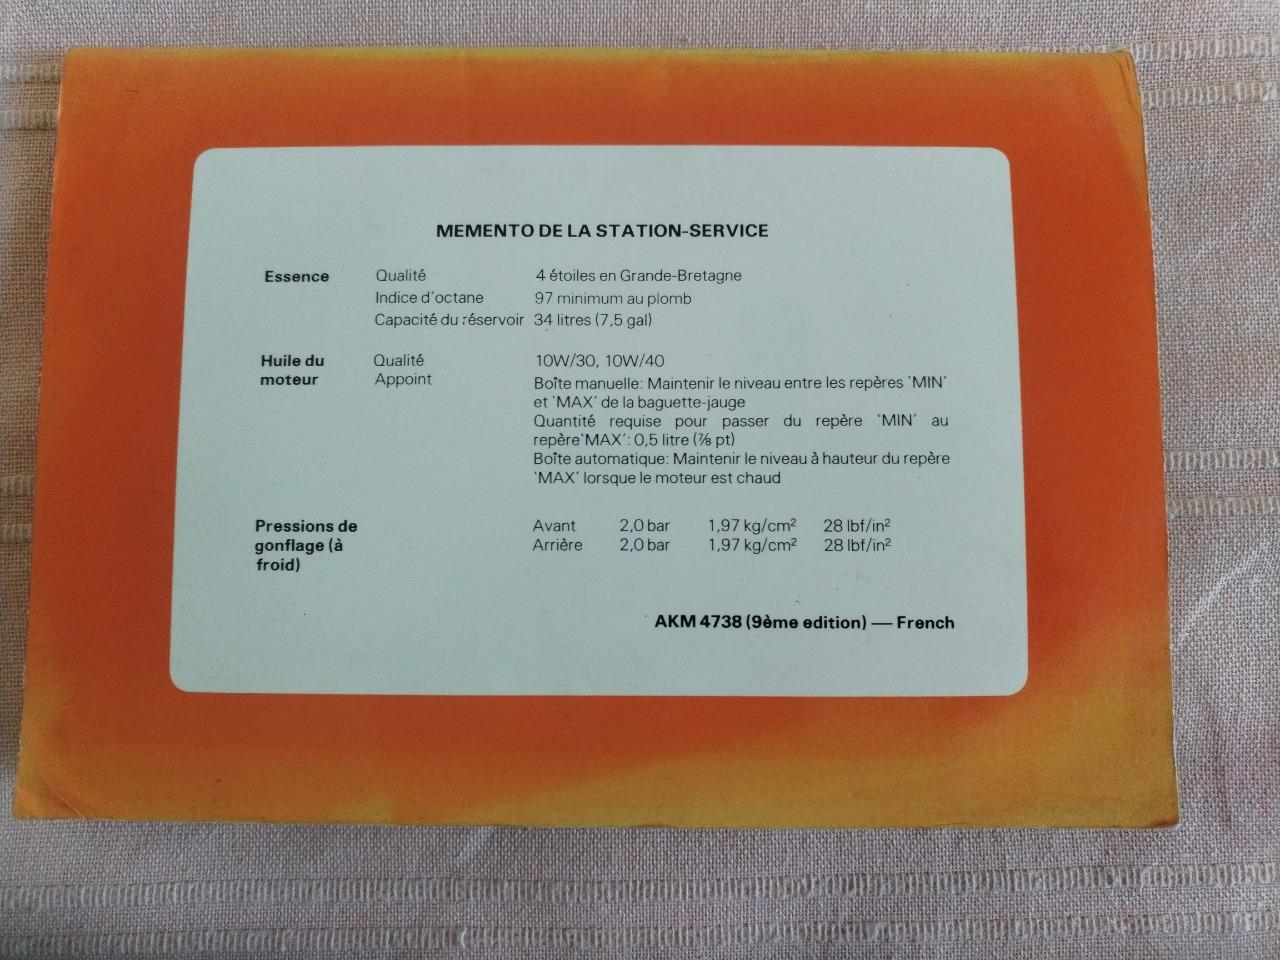 MEMENTO DE LA STATION-SERVICE
Essence Qualité 4 étoiles en Grande-Bretagne
Indice d'octane 97 minimum au plomb
Capacité du réservoir 34 litres (7,5 gal)
Huile du moteur Qualité 10W/30, 10W/40
Appoint Boîte manuelle: Maintenir le niveau entre les repères 'MIN'
et 'MAX' de la baguette-jauge
Quantité requise pour passer du repère 'MIN' au
repère'MAX': 0,5 litre (⅞ pt)
Boîte automatique: Maintenir le niveau à hauteur du repère
'MAX' lorsque le moteur est chaud
Pressions de Avant 2,0 bar 1,97 kg/cm² 28 lbf/in²
gonflage (à Arrière 2,0 bar 1,97 kg/cm² 28 lbf/in²
froid)
AKM 4738 (9ème edition) — French